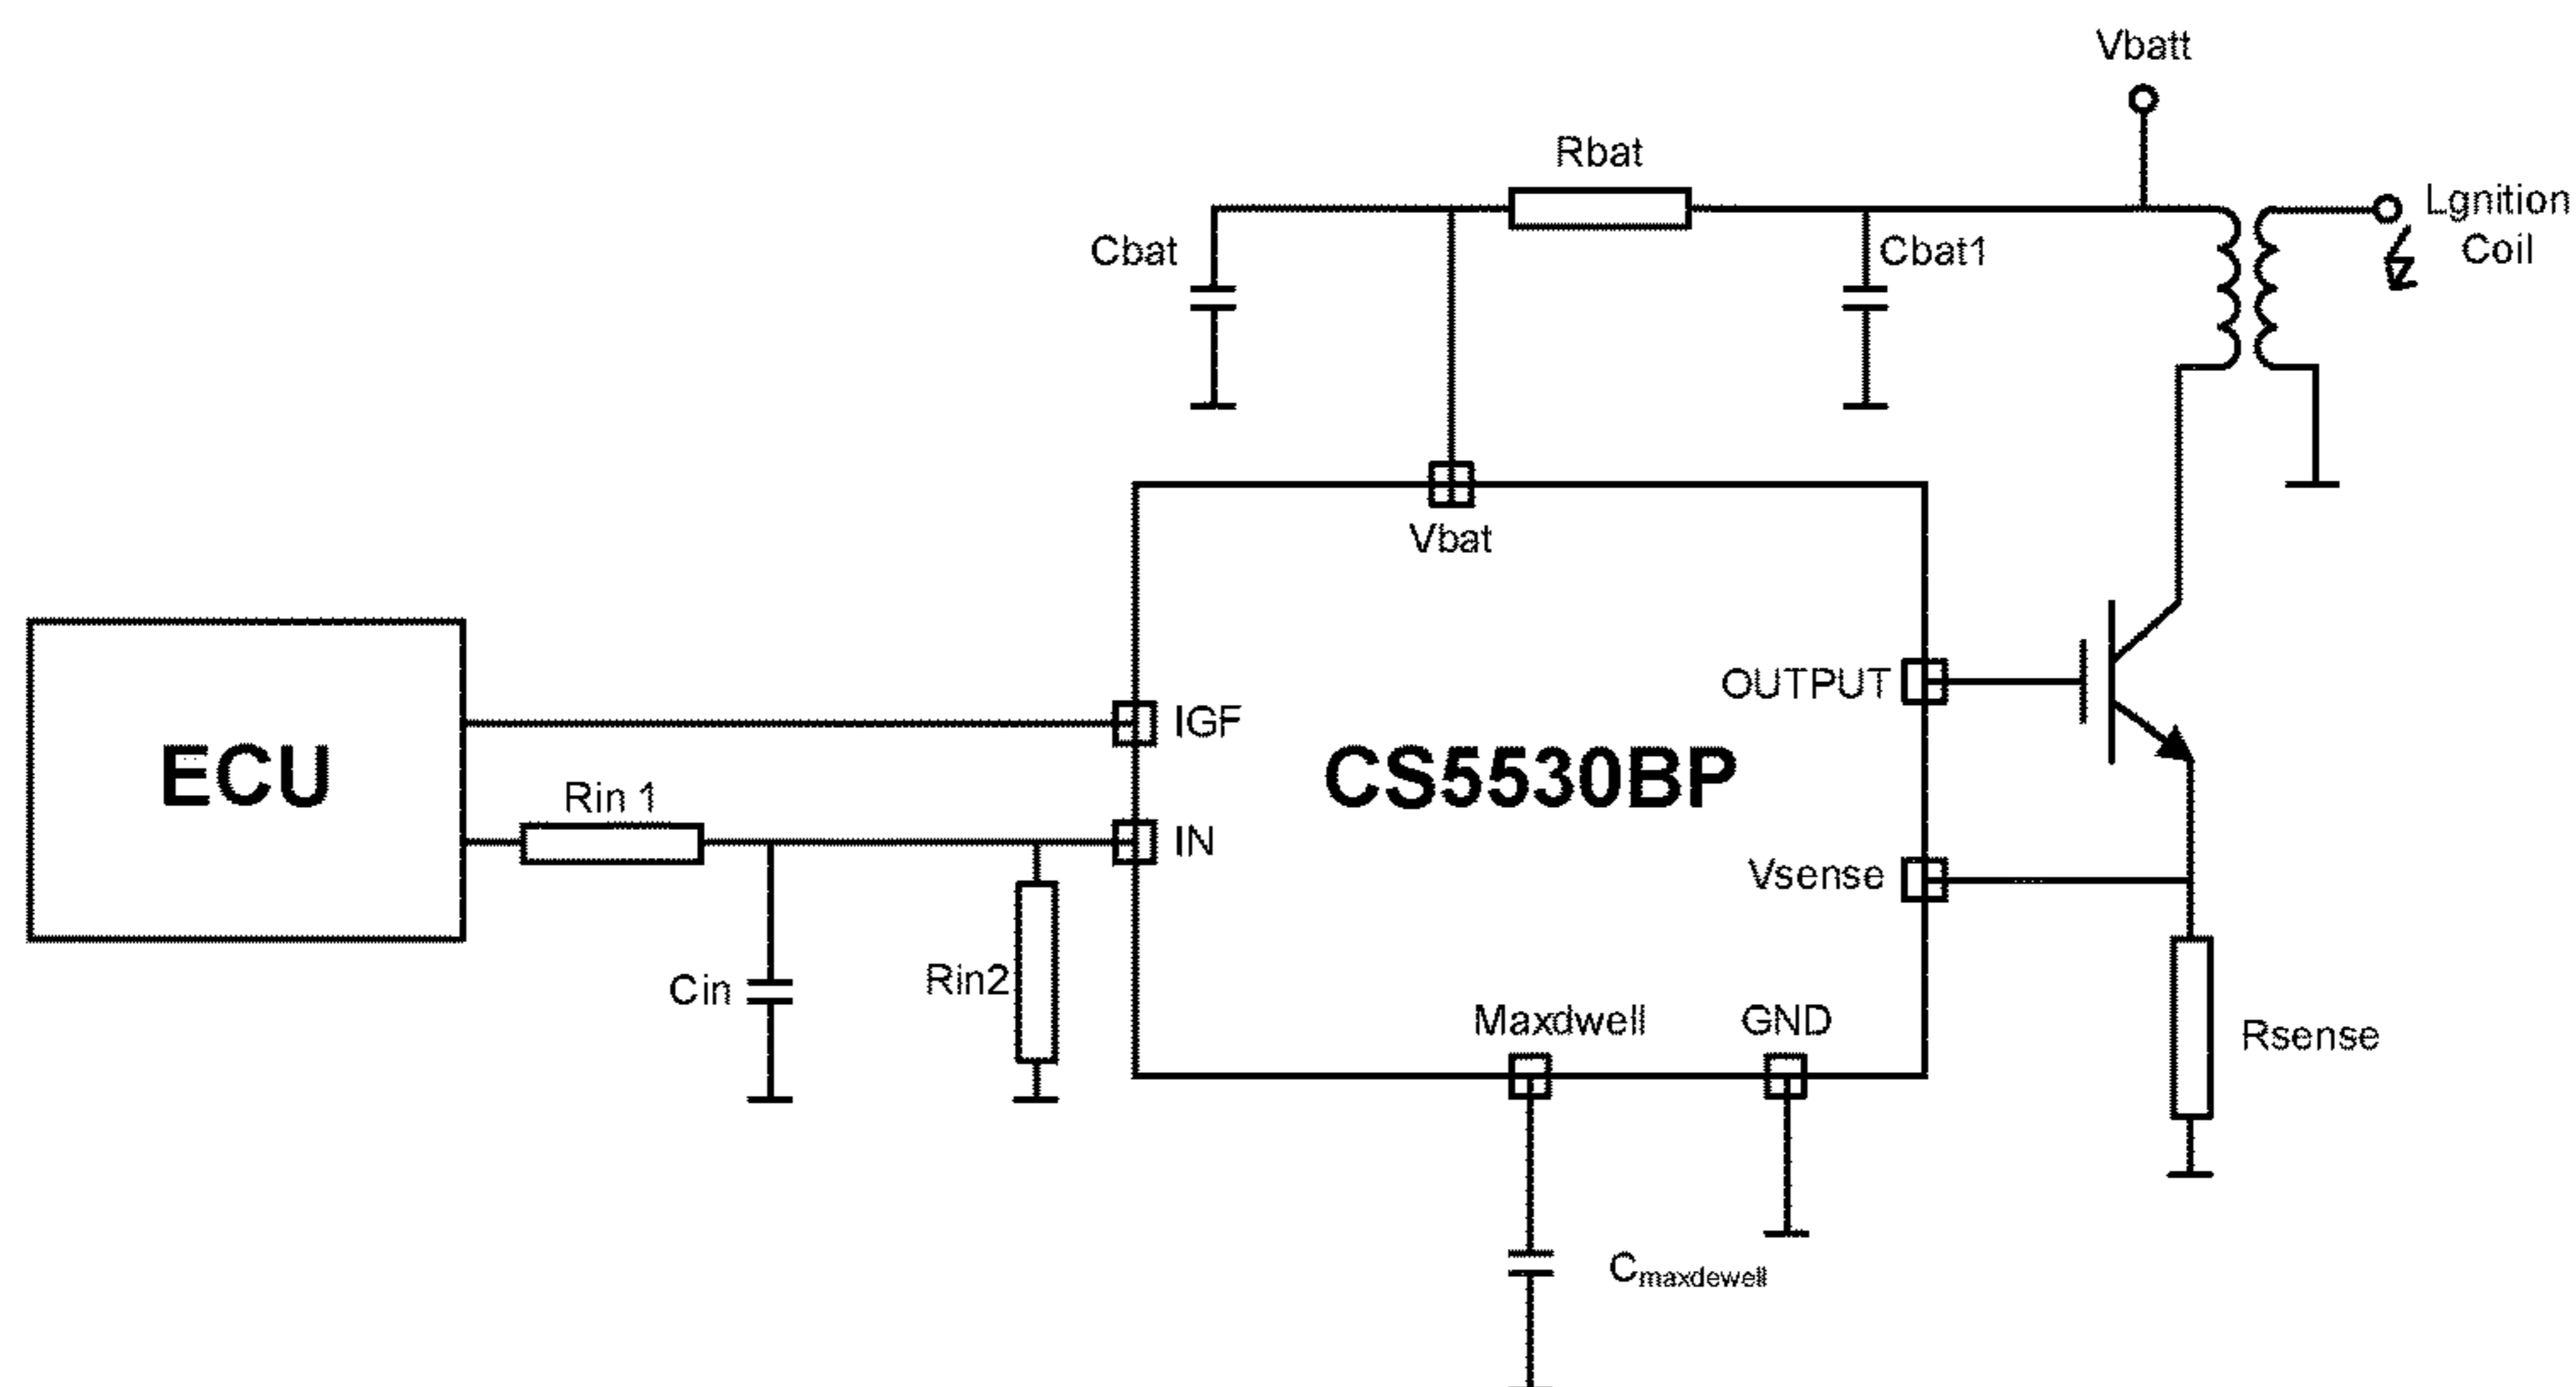 Vbatt
Rbat
Lgnition
Coil
Cbat
Cbat1
Vbat
OUTPUT
IGF
ECU
CS5530BP
Rin 1
IN
Vsense
Cin
Rin2
Maxdwell
GND
Rsense
Cmaxdewell